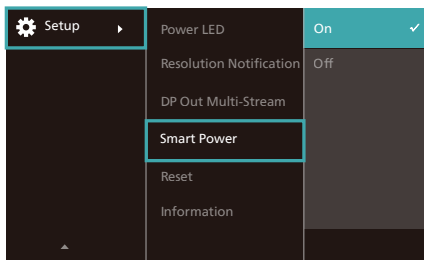 Setup
Power LED
Resolution Notification
DP Out Multi-Stream
Smart Power
Reset
Information
On
Off